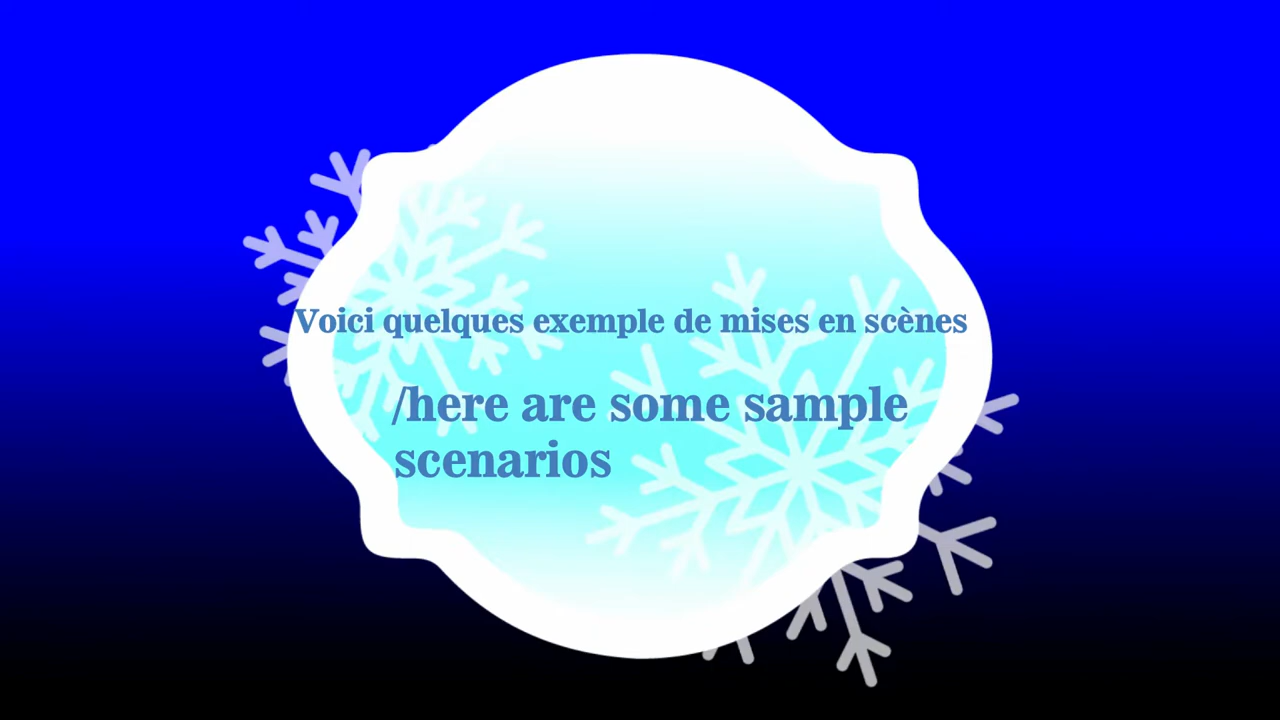 Voici quelques exemple de mises en scènes
/here are some sample
scenarios